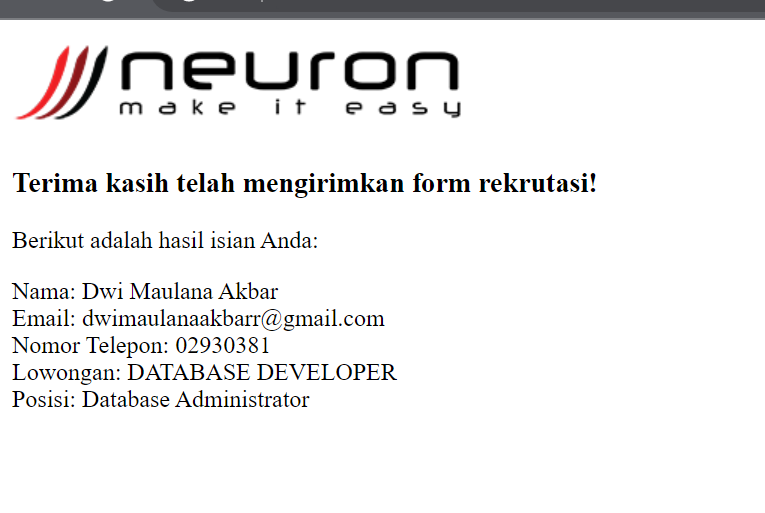 neuron
make it easy
Terima kasih telah mengirimkan form rekrutasi!
Berikut adalah hasil isian Anda:
Nama: Dwi Maulana Akbar
Email: dwimaulanaakbarr@gmail.com
Nomor Telepon: 02930381
Lowongan: DATABASE DEVELOPER
Posisi: Database Administrator